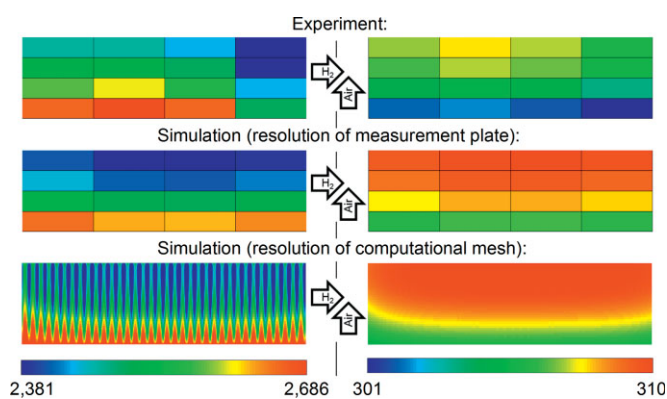 Experiment:
H2
Air
Simulation (resolution of measurement plate):
H2
Air
Simulation (resolution of computational mesh):
H2
Air
2,381 2,686 301 310